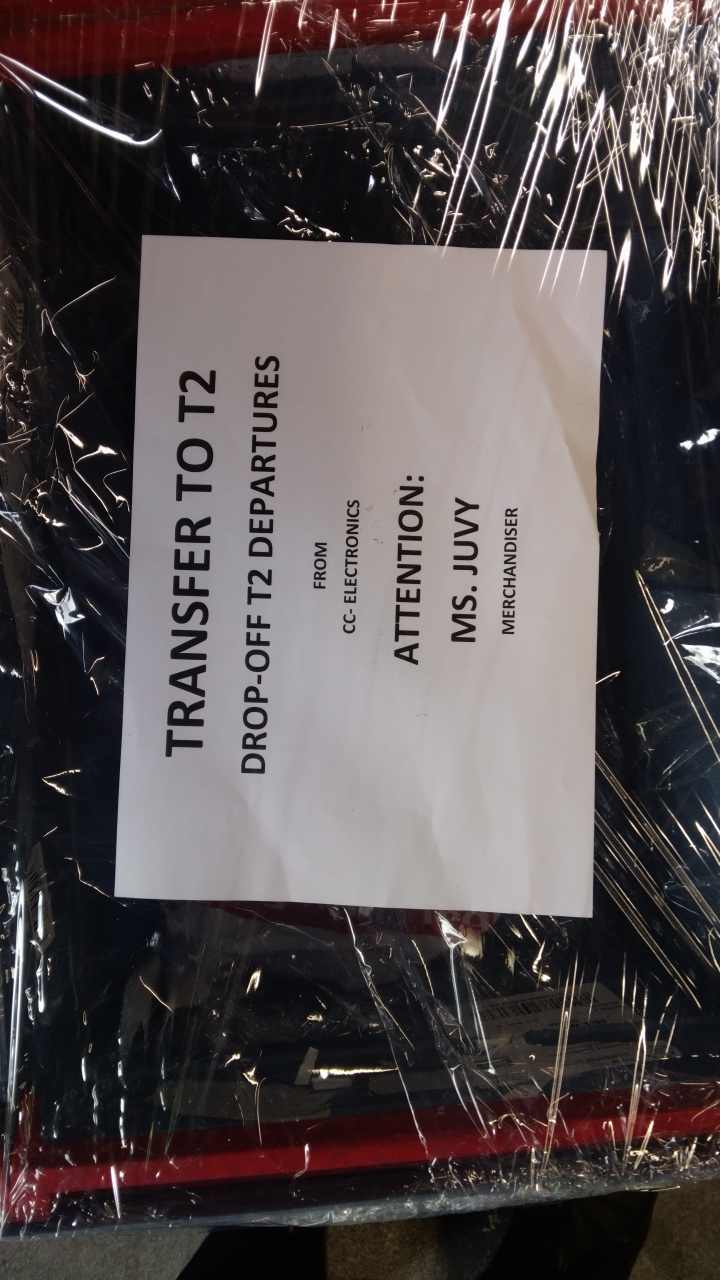 TRANSFER TO T2
DROP-OFF T2 DEPARTURES
FROM
CC- ELECTRONICS
ATTENTION:
MS. JUVY
MERCHANDISER